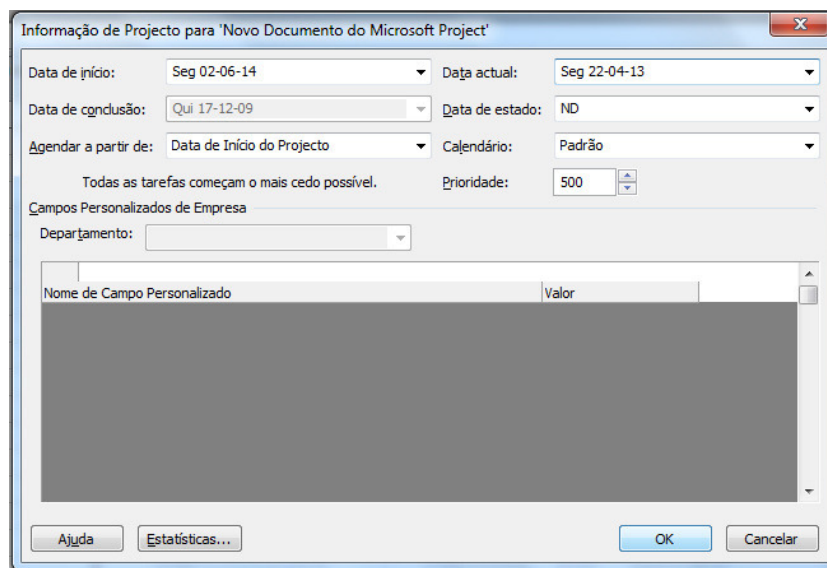 Informação de Projecto para 'Novo Documento do Microsoft Project'
Data de início: Seg 02-06-14 Data actual: Seg 22-04-13
Data de conclusão: Qui 17-12-09 Data de estado: ND
Agendar a partir de: Data de Início do Projecto Calendário: Padrão
Todas as tarefas começam o mais cedo possível. Prioridade: 500
Campos Personalizados de Empresa
Departamento:
Nome de Campo Personalizado Valor
Ajuda Estatísticas... OK Cancelar